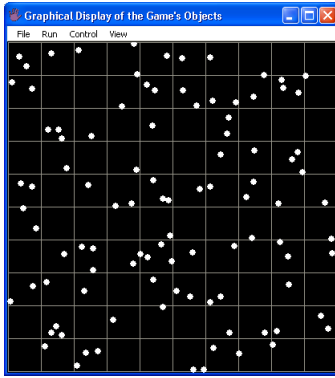 Graphical Display of the Game's Objects
File Run Control View